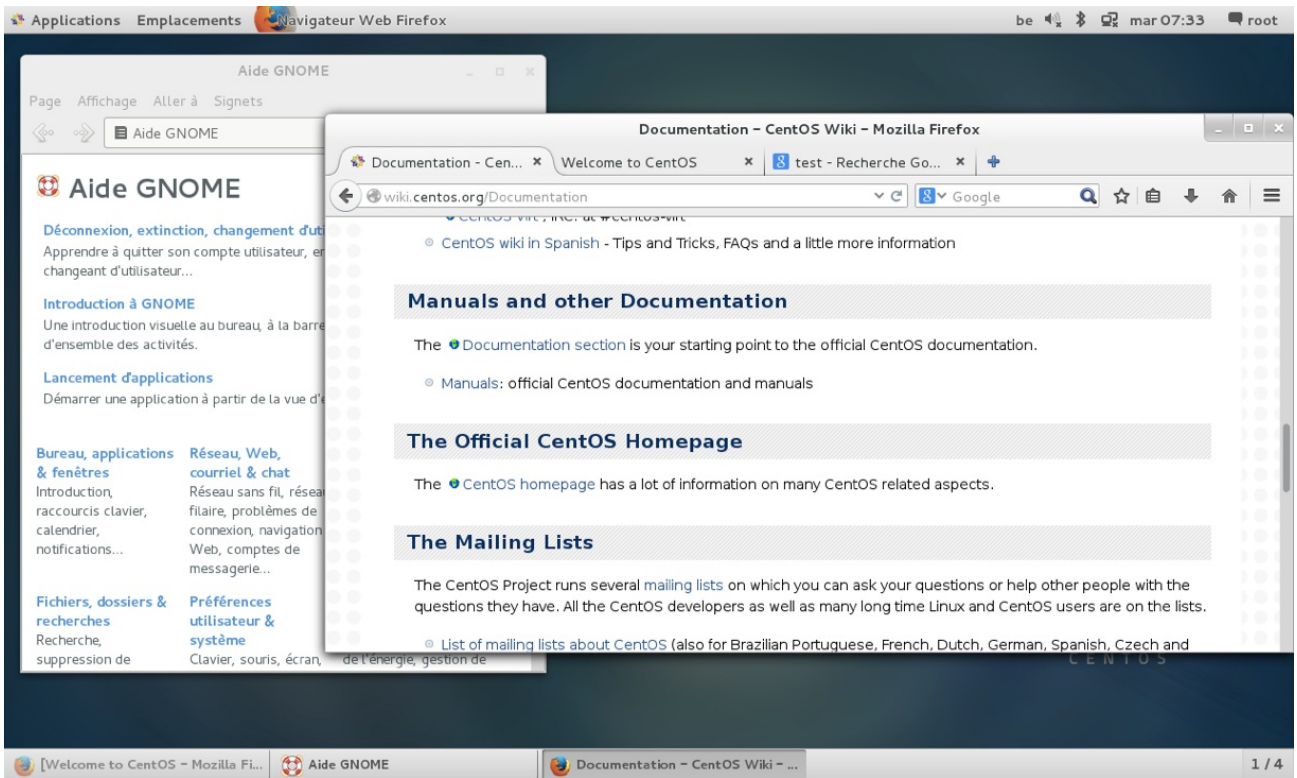 Applications Emplacements Navigateur Web Firefox be mar 07:33 root
Aide GNOME
Page Affichage Aller à Signets
Aide GNOME
Aide GNOME
Déconnexion, extinction, changement d'uti
Apprendre à quitter son compte utilisateur, en
changeant d'utilisateur...
Introduction à GNOME
Une introduction visuelle au bureau, à la barre
d'ensemble des activités.
Lancement d'applications
Démarrer une application à partir de la vue d'e
Bureau, applications
& fenêtres
Introduction,
raccourcis clavier,
calendrier,
notifications...
Réseau, Web,
courriel & chat
Réseau sans fil, réseau
filaire, problèmes de
connexion, navigation
Web, comptes de
messagerie...
Fichiers, dossiers &
recherches
Recherche,
suppression de
Préférences
utilisateur &
système
Clavier, souris, écran,
de l'énergie, gestion de
Documentation – CentOS Wiki – Mozilla Firefox
Documentation - Cen... Welcome to CentOS test - Recherche Go...
wiki.centos.org/Documentation Google
CentOS Virt , IRC: at #centos-virt
CentOS wiki in Spanish - Tips and Tricks, FAQs and a little more information
Manuals and other Documentation
The Documentation section is your starting point to the official CentOS documentation.
Manuals: official CentOS documentation and manuals
The Official CentOS Homepage
The CentOS homepage has a lot of information on many CentOS related aspects.
The Mailing Lists
The CentOS Project runs several mailing lists on which you can ask your questions or help other people with the
questions they have. All the CentOS developers as well as many long time Linux and CentOS users are on the lists.
List of mailing lists about CentOS (also for Brazilian Portuguese, French, Dutch, German, Spanish, Czech and
CENTOS
[Welcome to CentOS – Mozilla Fi... Aide GNOME Documentation – CentOS Wiki – ... 1 / 4